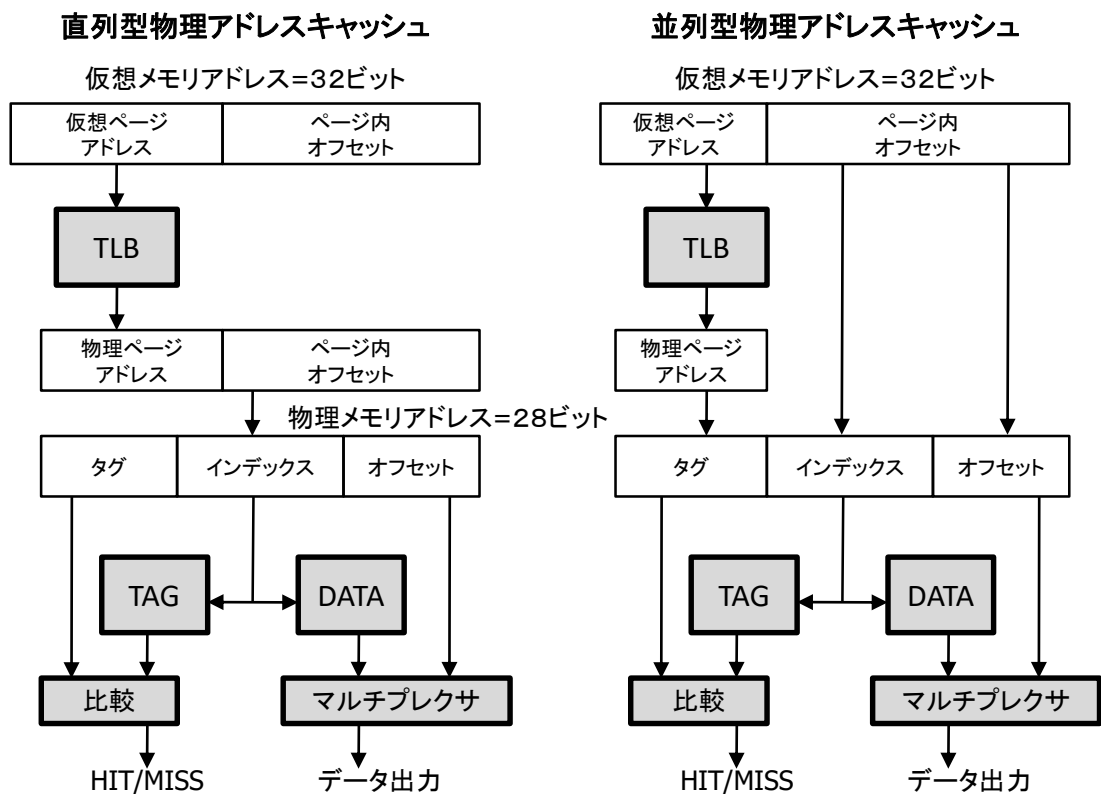 直列型物理アドレスキャッシュ
仮想メモリアドレス=32ビット
仮想ページ
アドレス
ページ内
オフセット
TLB
物理ページ
アドレス
ページ内
オフセット
物理メモリアドレス=28ビット
タグ
インデックス
オフセット
TAG
DATA
比較
マルチプレクサ
HIT/MISS
データ出力
並列型物理アドレスキャッシュ
仮想メモリアドレス=32ビット
仮想ページ
アドレス
ページ内
オフセット
TLB
物理ページ
アドレス
タグ
インデックス
オフセット
TAG
DATA
比較
マルチプレクサ
HIT/MISS
データ出力